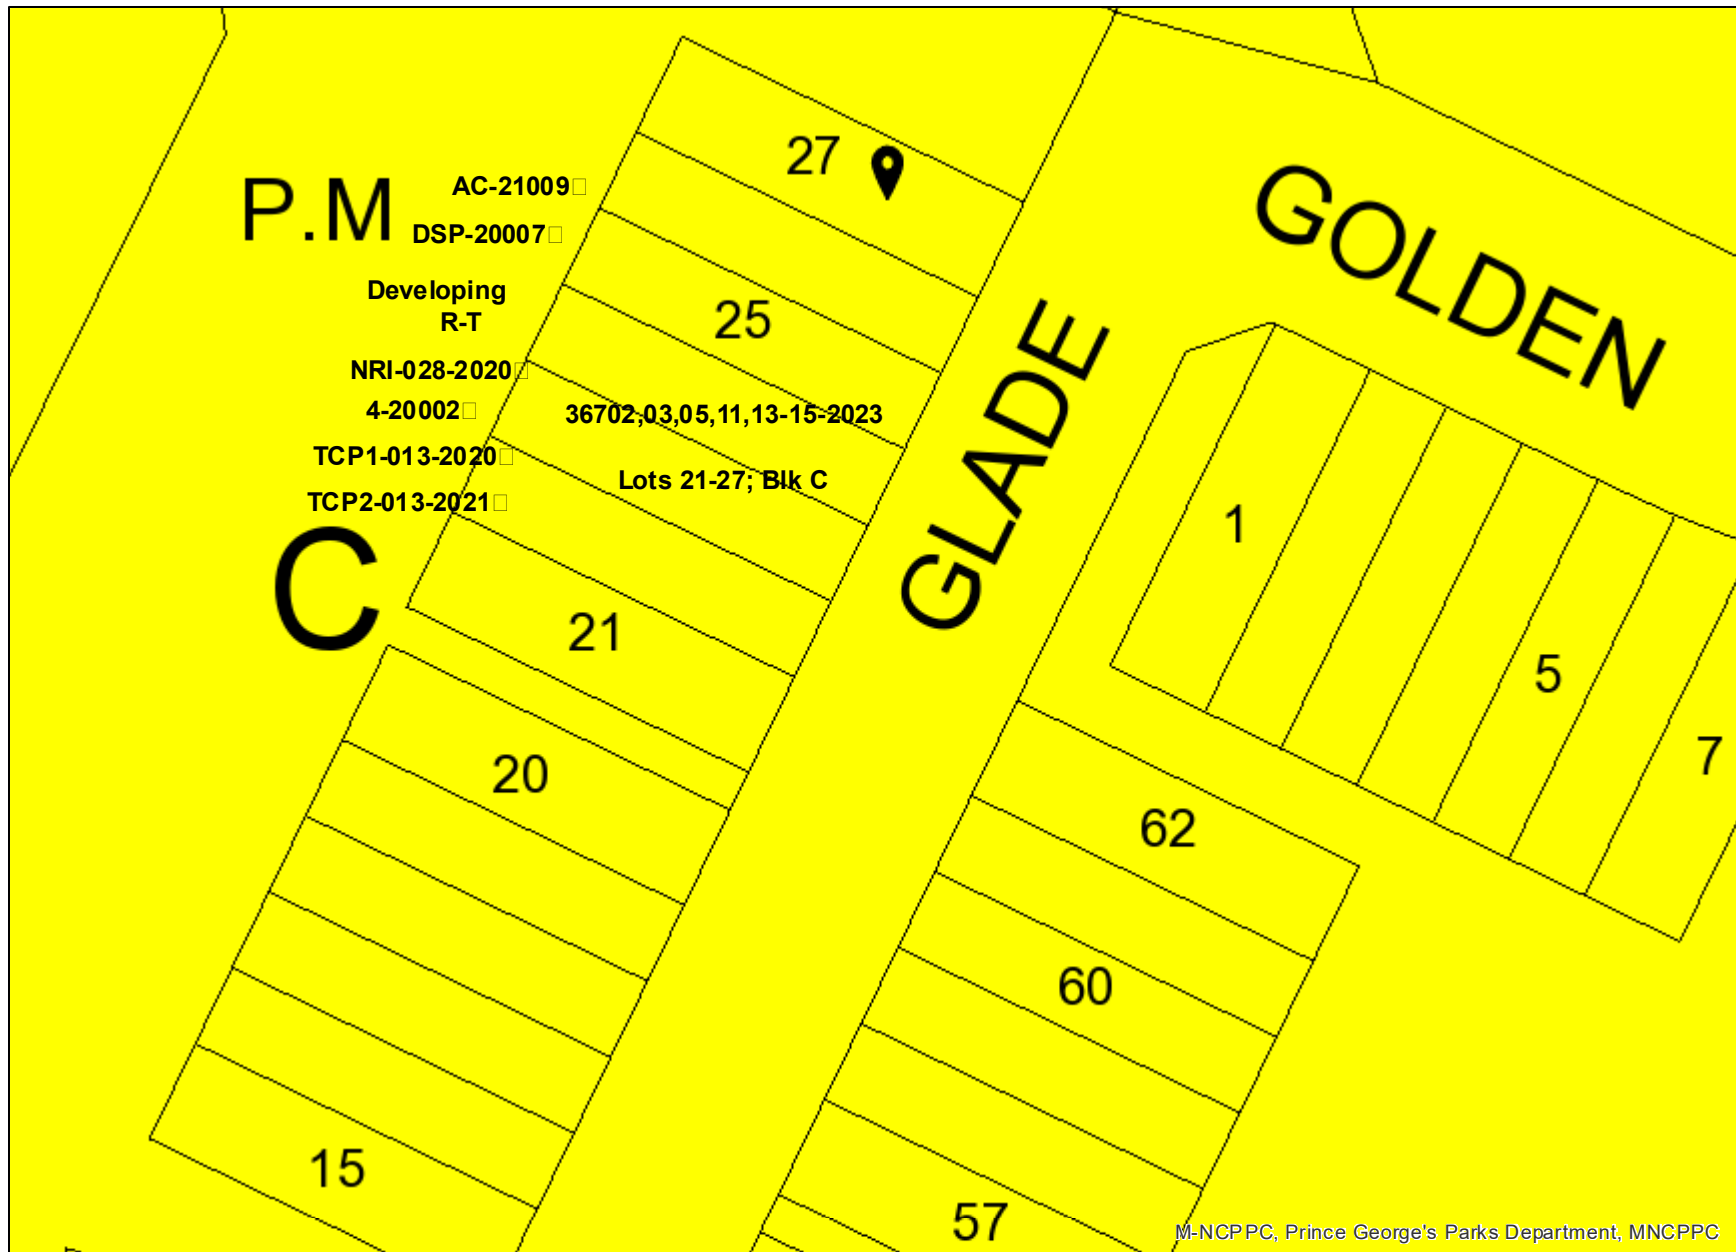 27
P.M
AC-21009
DSP-20007
GOLDEN
Developing
R-T
25
NRI-028-2020
4-20002
36702,03,05,11,13-15-2023
GLADE
TCP1-013-2020
Lots 21-27; Blk C
TCP2-013-2021
1
C
21
5
7
20
62
60
15
57
M-NCPPC, Prince George's Parks Department, MNCPPC